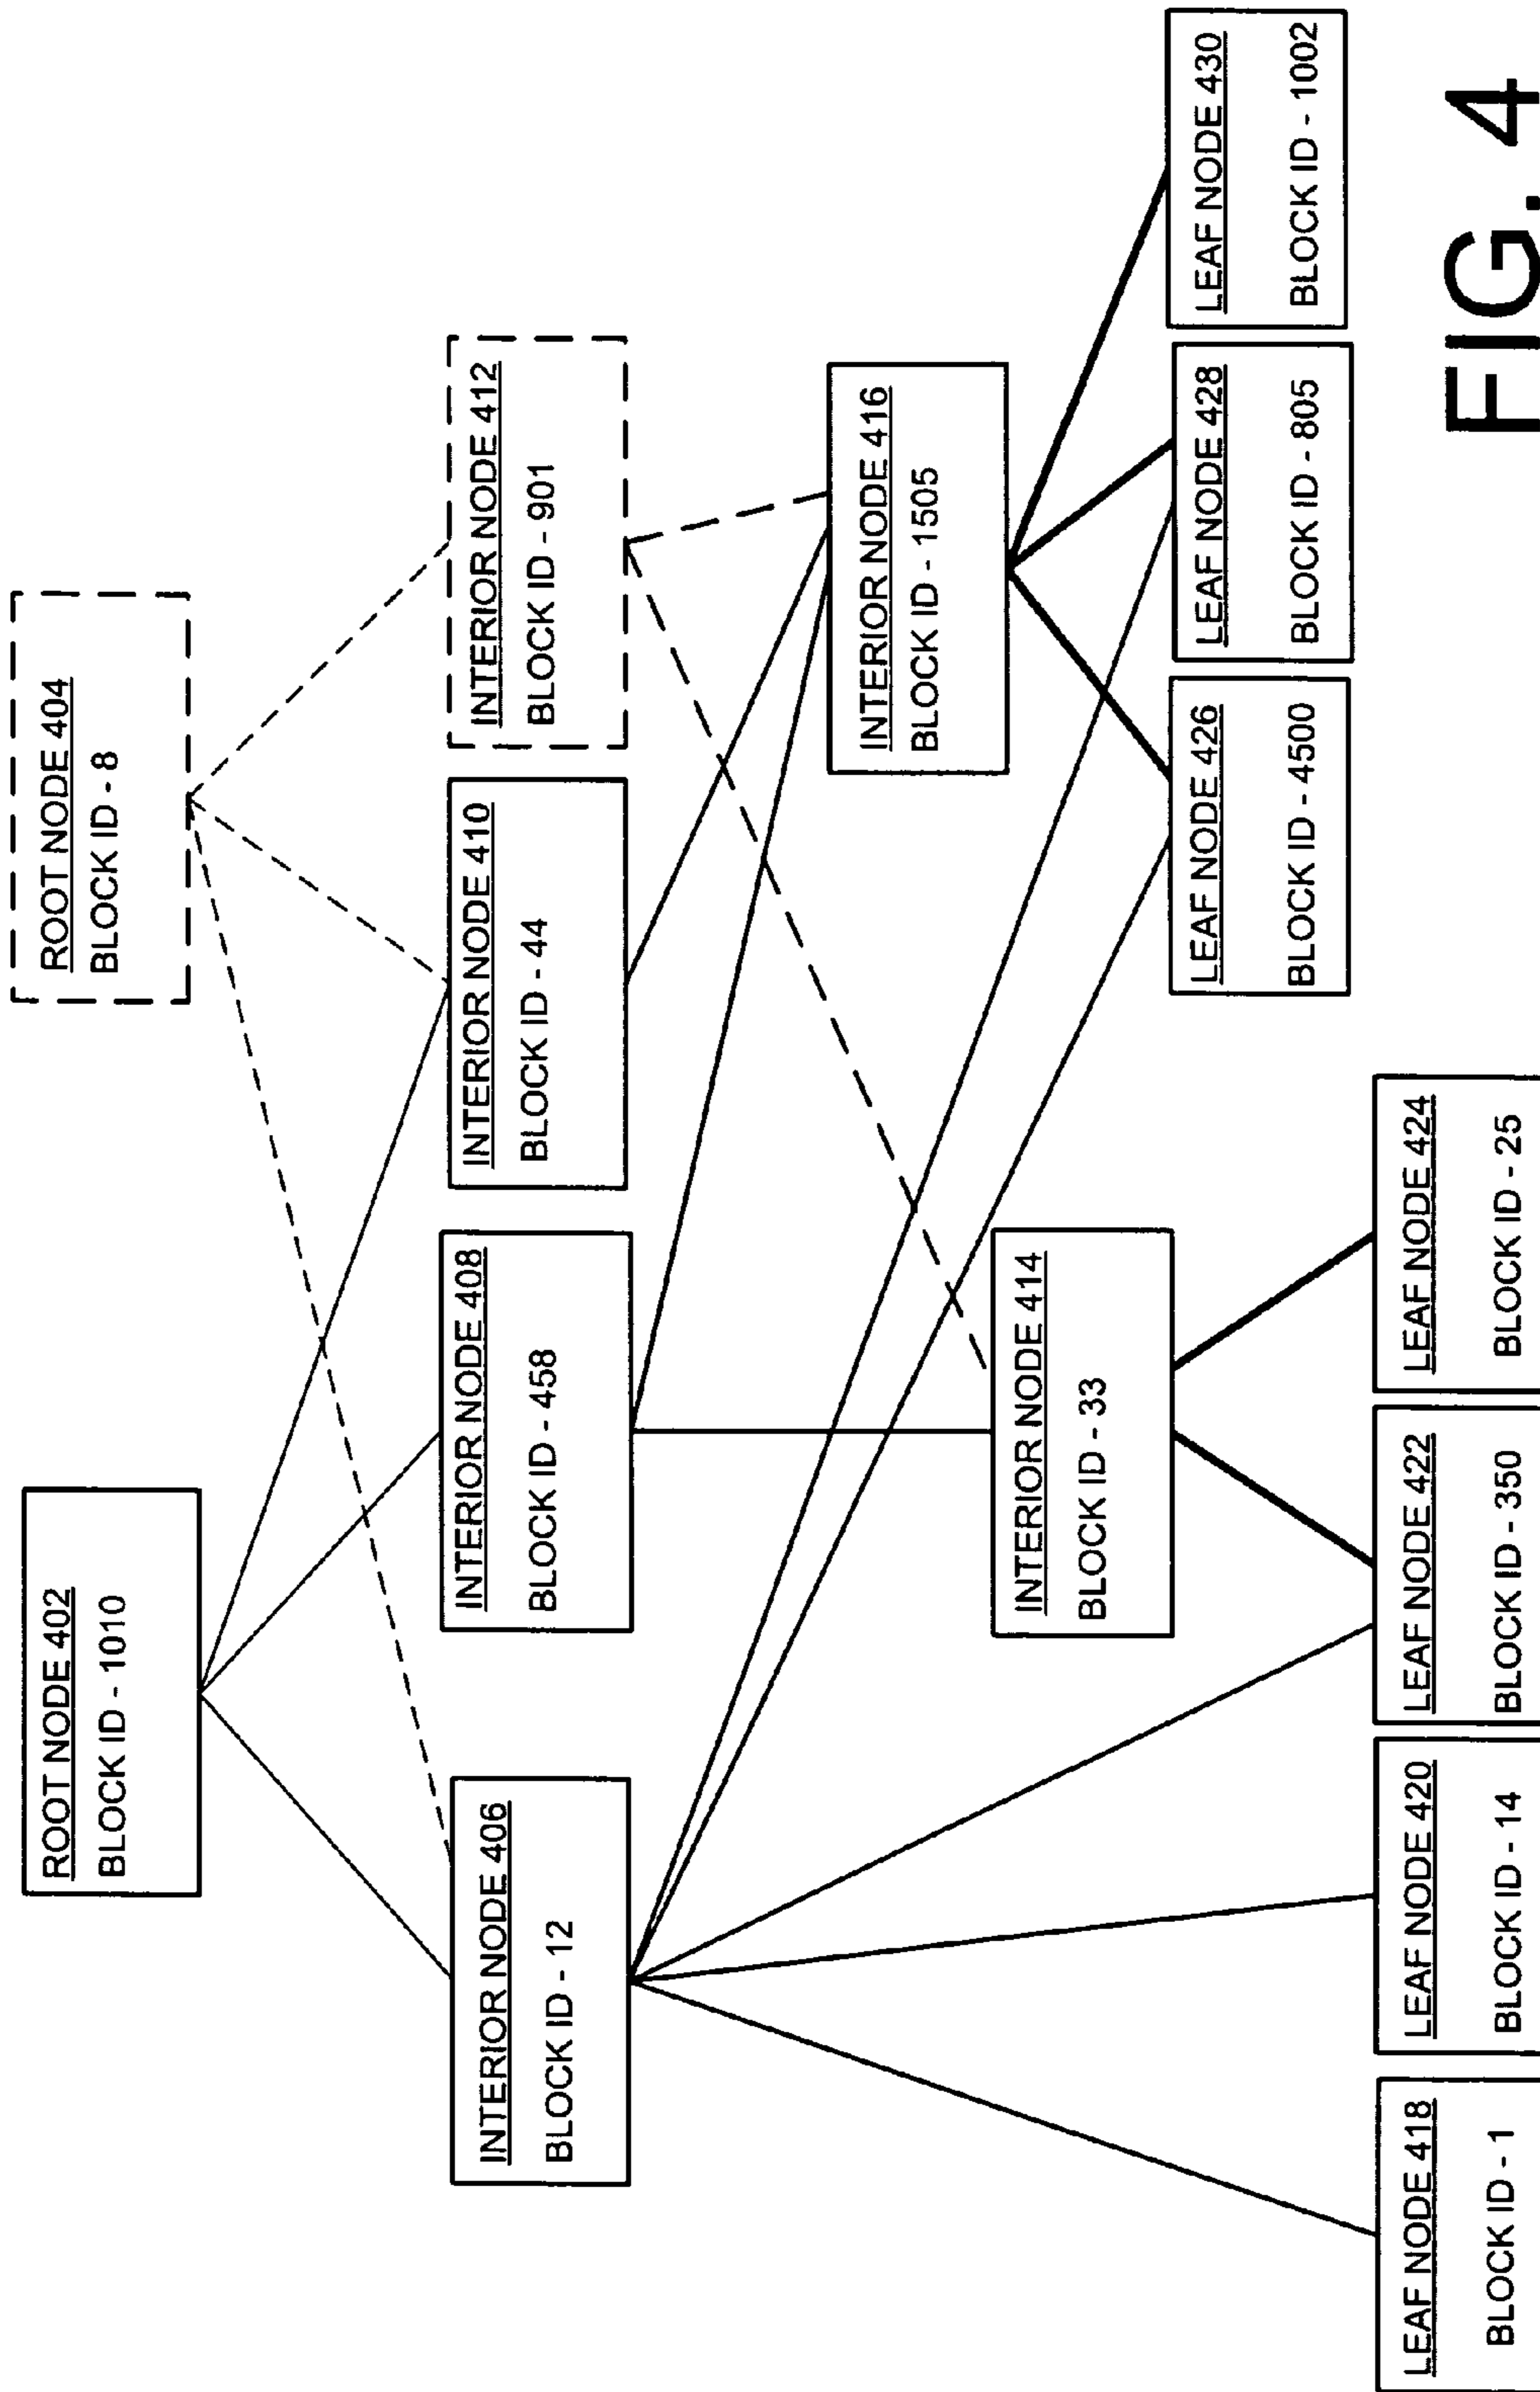 ROOT NODE 402
BLOCK ID - 1010
ROOT NODE 404
BLOCK ID - 8
INTERIOR NODE 406
BLOCK ID - 12
INTERIOR NODE 408
BLOCK ID - 458
INTERIOR NODE 410
BLOCK ID - 44
INTERIOR NODE 412
BLOCK ID - 901
INTERIOR NODE 414
BLOCK ID - 33
INTERIOR NODE 416
BLOCK ID - 1505
LEAF NODE 418
BLOCK ID - 1
LEAF NODE 420
BLOCK ID - 14
LEAF NODE 422
BLOCK ID - 350
LEAF NODE 424
BLOCK ID - 25
LEAF NODE 426
BLOCK ID - 4500
LEAF NODE 428
BLOCK ID - 805
LEAF NODE 430
BLOCK ID - 1002
FIG. 4